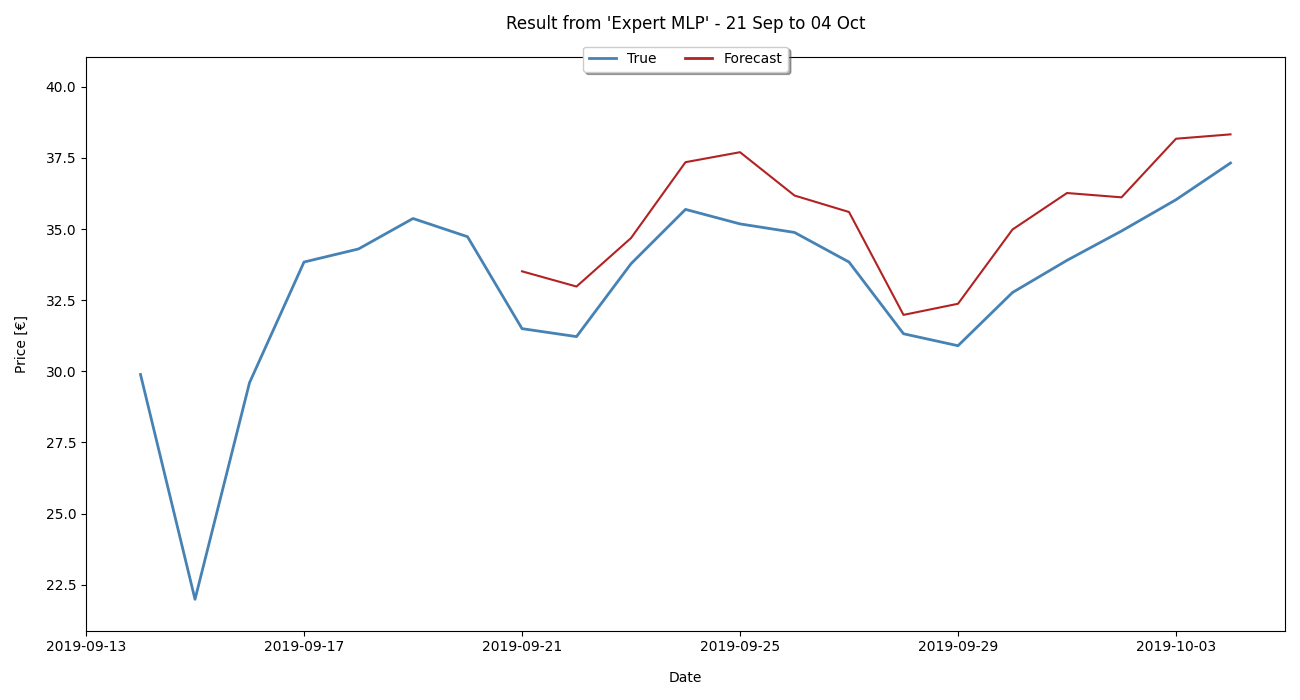 Result from 'Expert MLP' - 21 Sep to 04 Oct
True Forecast
40.0
37.5
35.0
32.5
30.0
27.5
25.0
22.5
Price [€]
2019-09-13 2019-09-17 2019-09-21 2019-09-25 2019-09-29 2019-10-03
Date